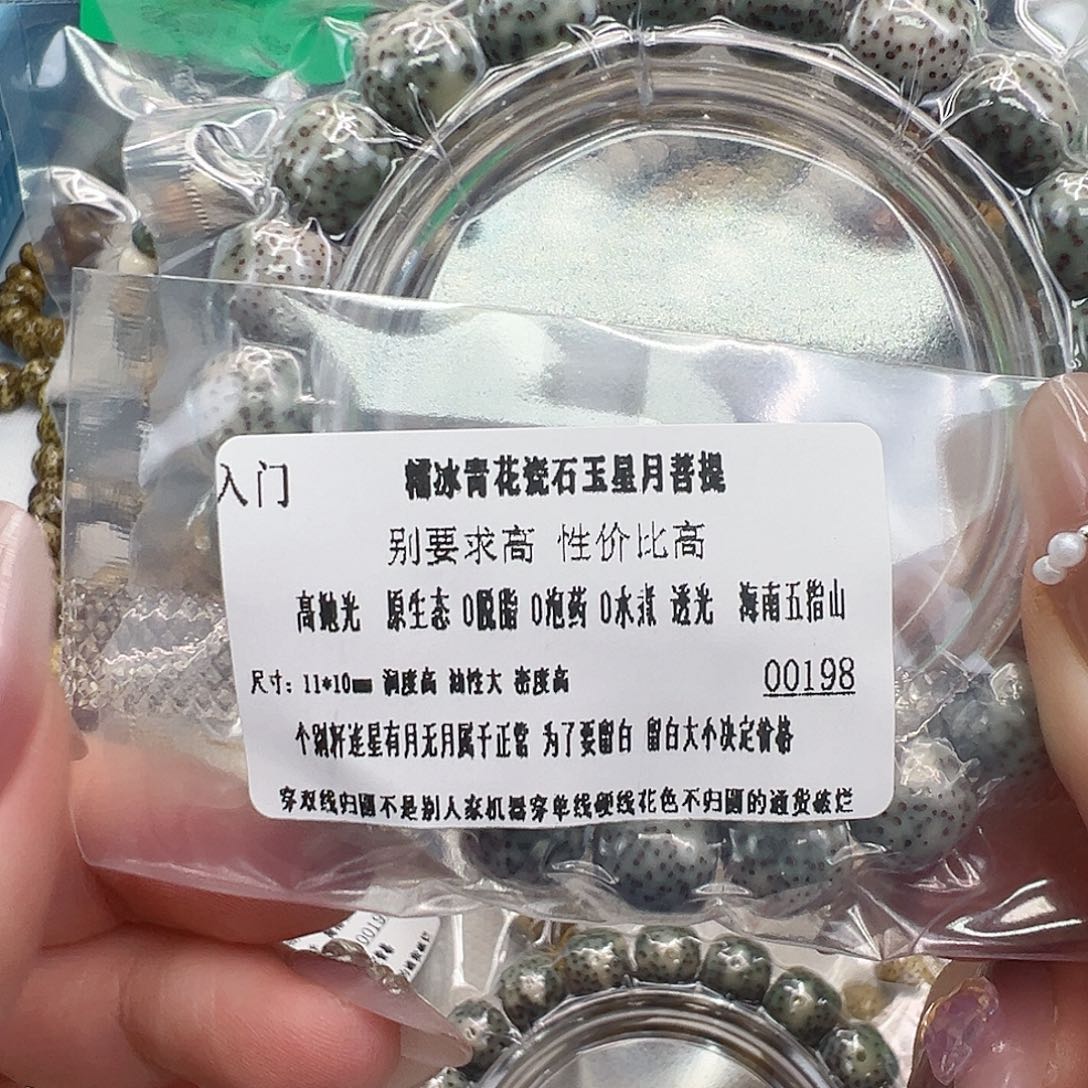 入门 糯冰青花瓷石玉星月菩提
别要求高 性价比高
高抛光 原生态 0脱脂 0泡药 0水煮 透光 海南五指山
尺寸：11*10mm 润度高 油性大 密度高 00198
个别籽连星有月无月属于正常 为了要留白 留白大小决定价格
穿双线归圆不是别人家机器穿单线硬线花色不归圆的通货破烂
0019